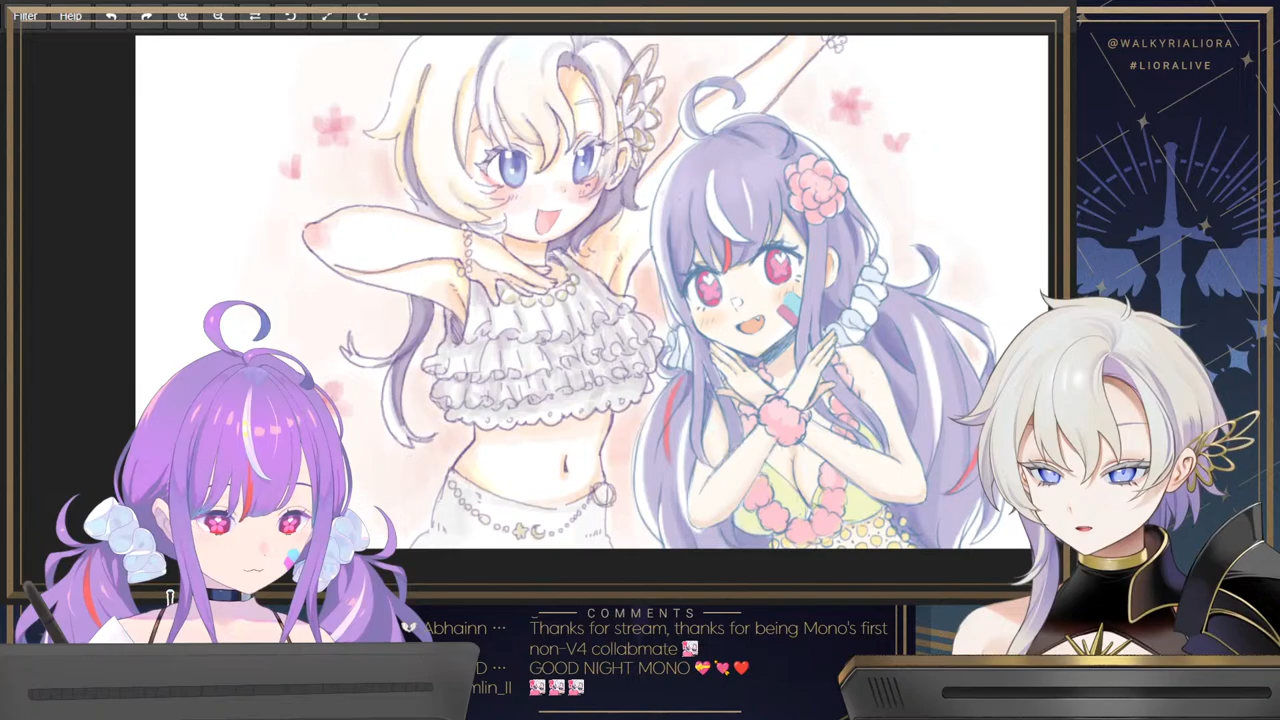 Filter Help
@WALKYRIALIORA
#LIORALIVE
COMMENTS
Abhainn ··· Thanks for stream, thanks for being Mono's first
non-V4 collabmate
D ··· GOOD NIGHT MONO 💝💘❤️
mlin_ll